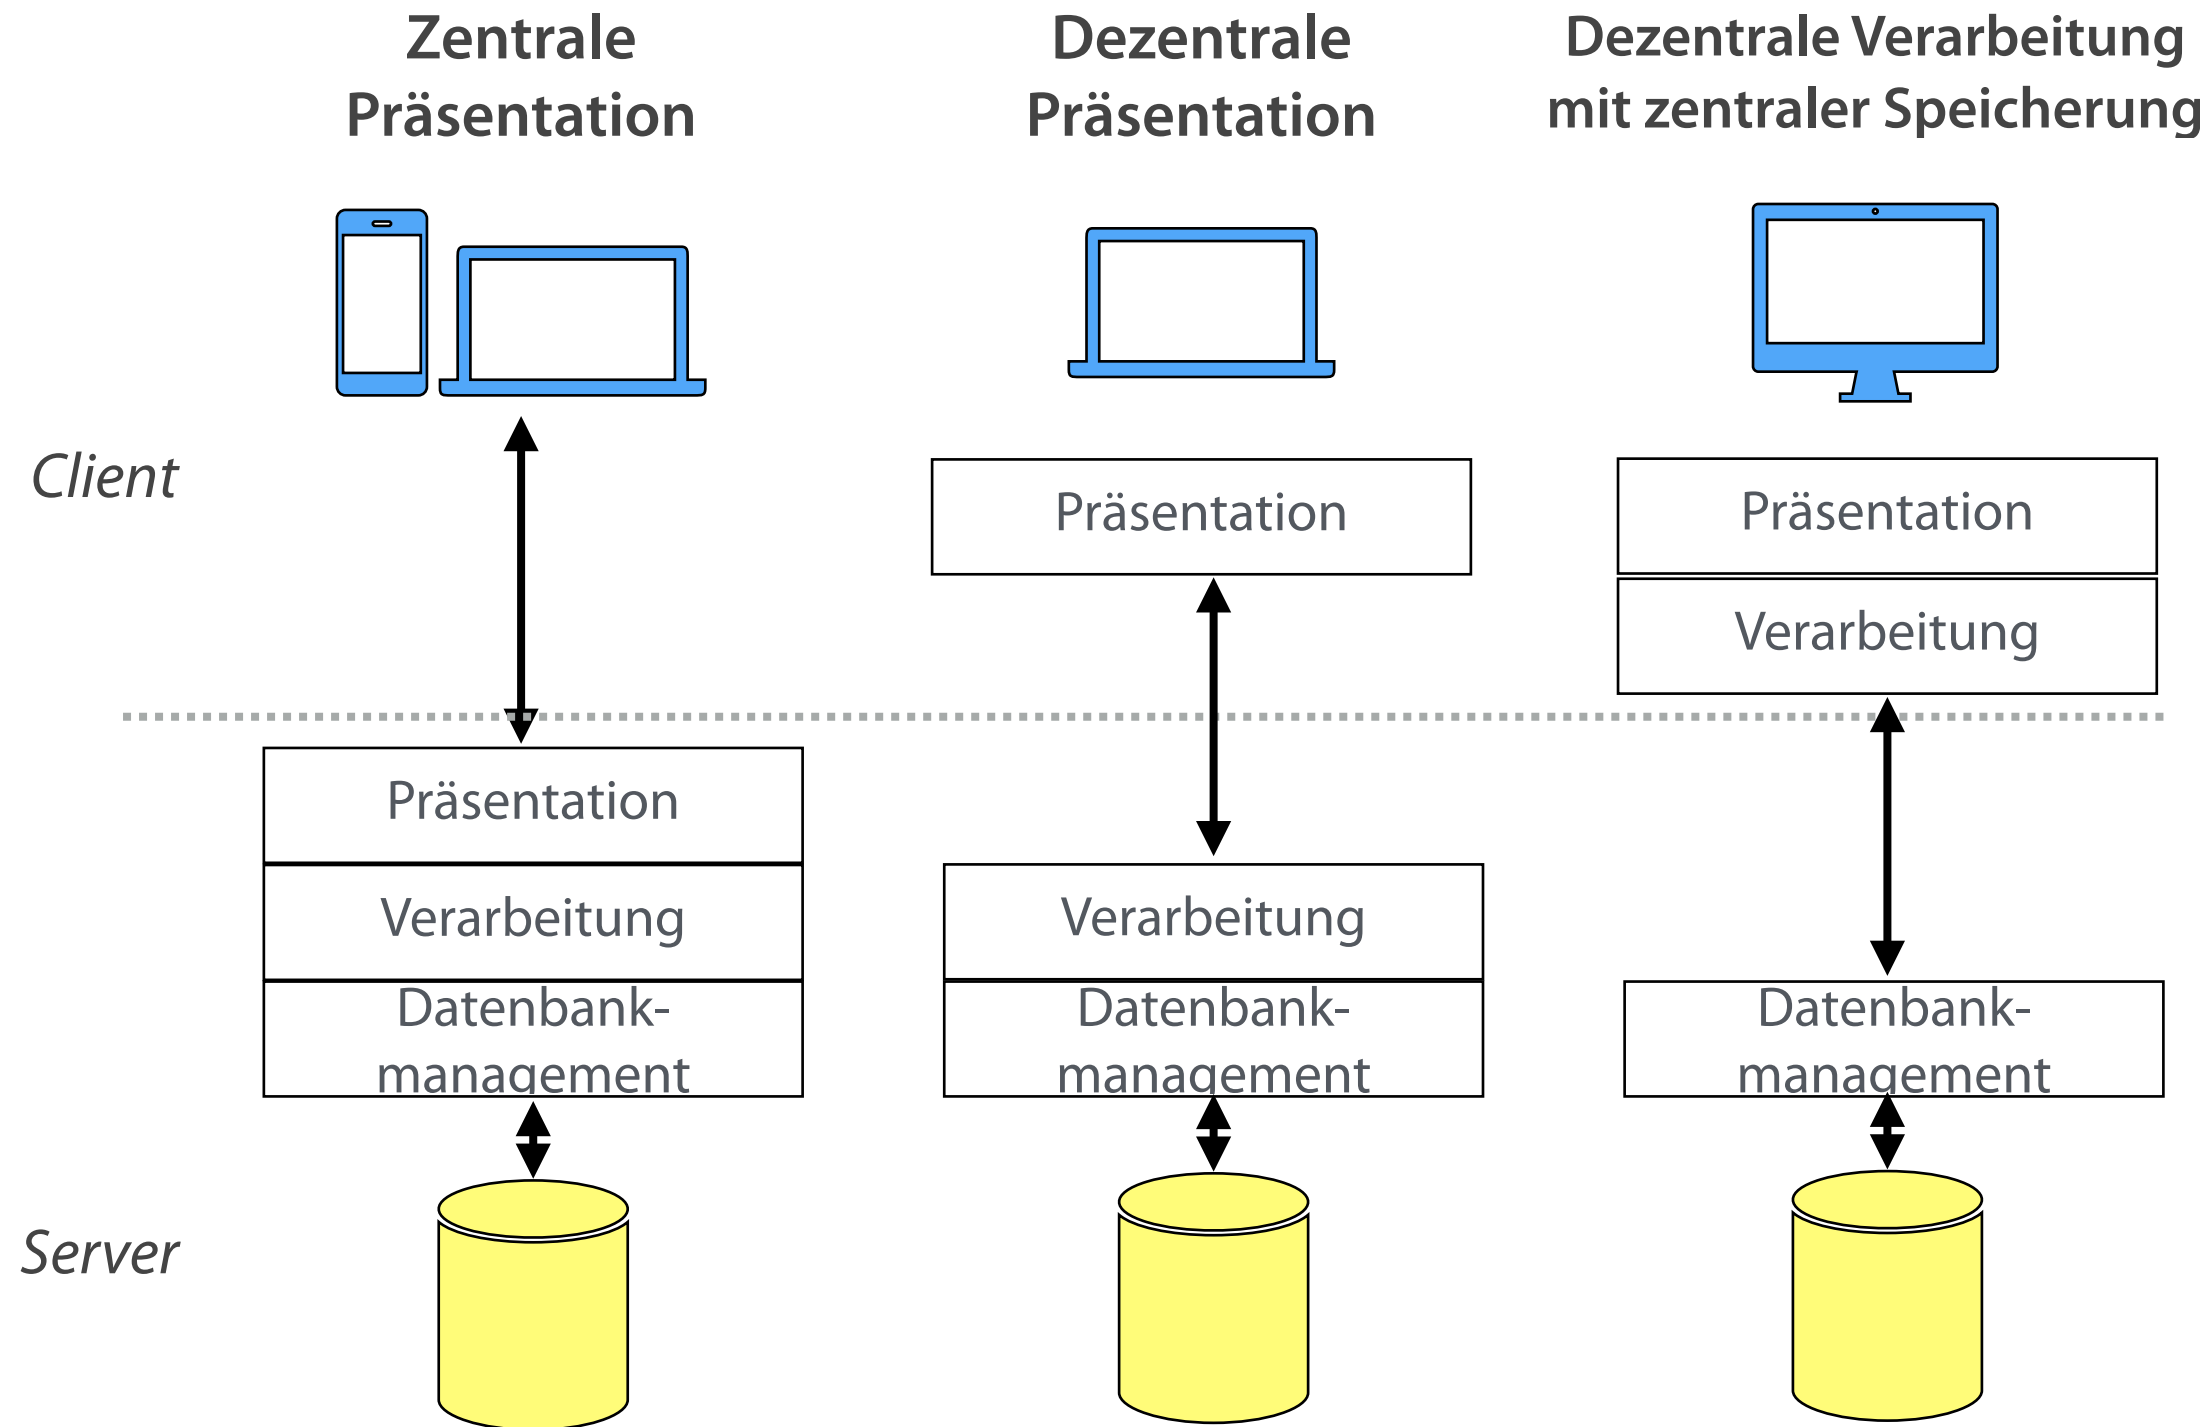 Zentrale
Präsentation
Dezentrale
Präsentation
Dezentrale Verarbeitung
mit zentraler Speicherung
Client
Präsentation
Präsentation
Verarbeitung
Präsentation
Verarbeitung
Verarbeitung
Datenbank-
management
Datenbank-
management
Datenbank-
management
Server